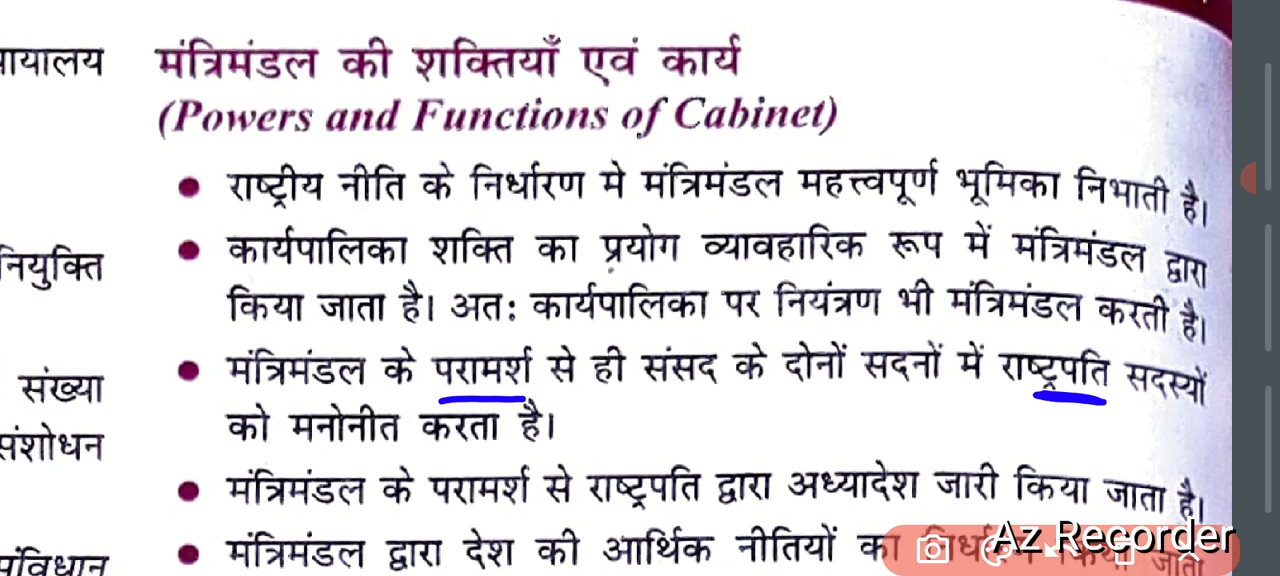 यायालय
मंत्रिमंडल की शक्तियाँ एवं कार्य
(Powers and Functions of Cabinet)
• राष्ट्रीय नीति के निर्धारण मे मंत्रिमंडल महत्त्वपूर्ण भूमिका निभाती है।
नियुक्ति
• कार्यपालिका शक्ति का प्रयोग व्यावहारिक रूप में मंत्रिमंडल द्वारा
किया जाता है। अतः कार्यपालिका पर नियंत्रण भी मंत्रिमंडल करती है।
संख्या
• मंत्रिमंडल के परामर्श से ही संसद के दोनों सदनों में राष्ट्रपति सदस्यों
को मनोनीत करता है।
संशोधन
• मंत्रिमंडल के परामर्श से राष्ट्रपति द्वारा अध्यादेश जारी किया जाता है।
संविधान
• मंत्रिमंडल द्वारा देश की आर्थिक नीतियों का किया जाता
Az Recorder